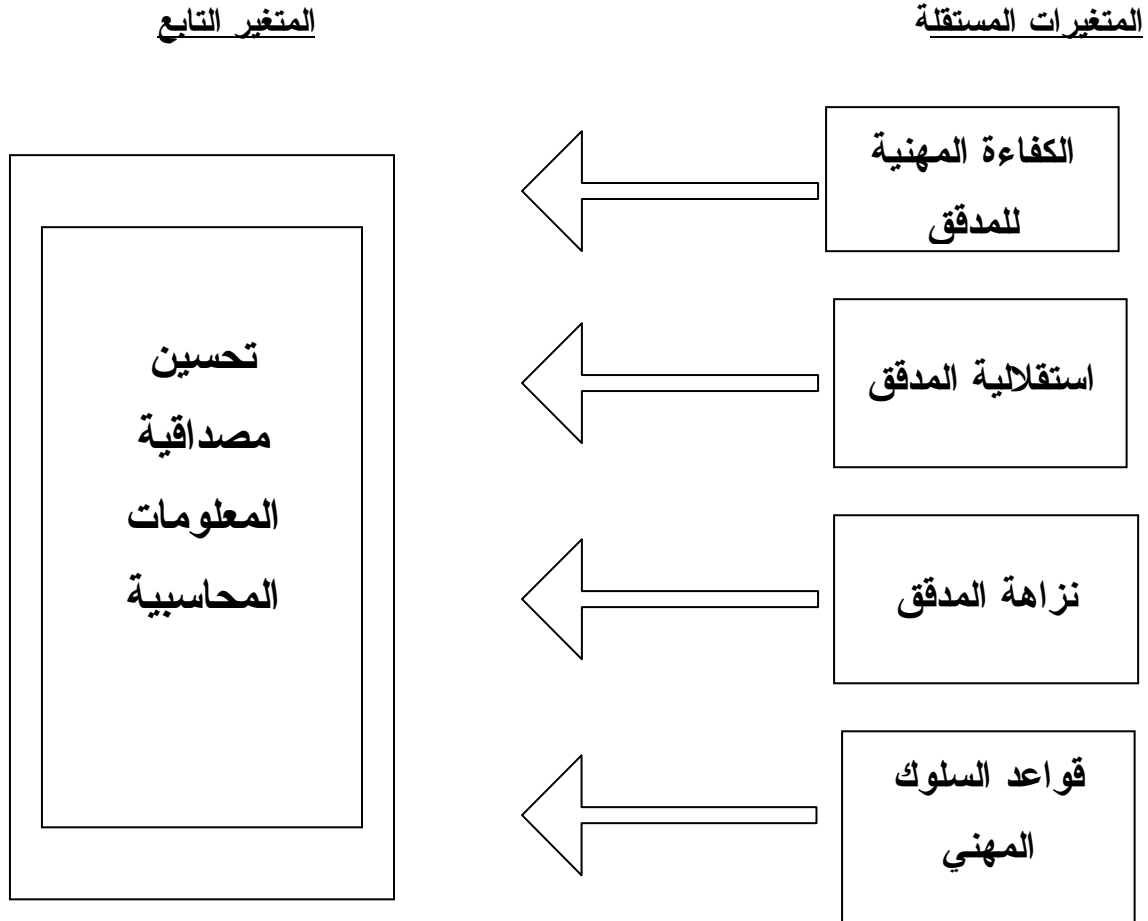 المتغيرات المستقلة
المتغير التابع
الكفاءة المهنية
للمدقق
استقلالية المدقق
نزاهة المدقق
قواعد السلوك
المهني
تحسين
مصداقية
المعلومات
المحاسبية